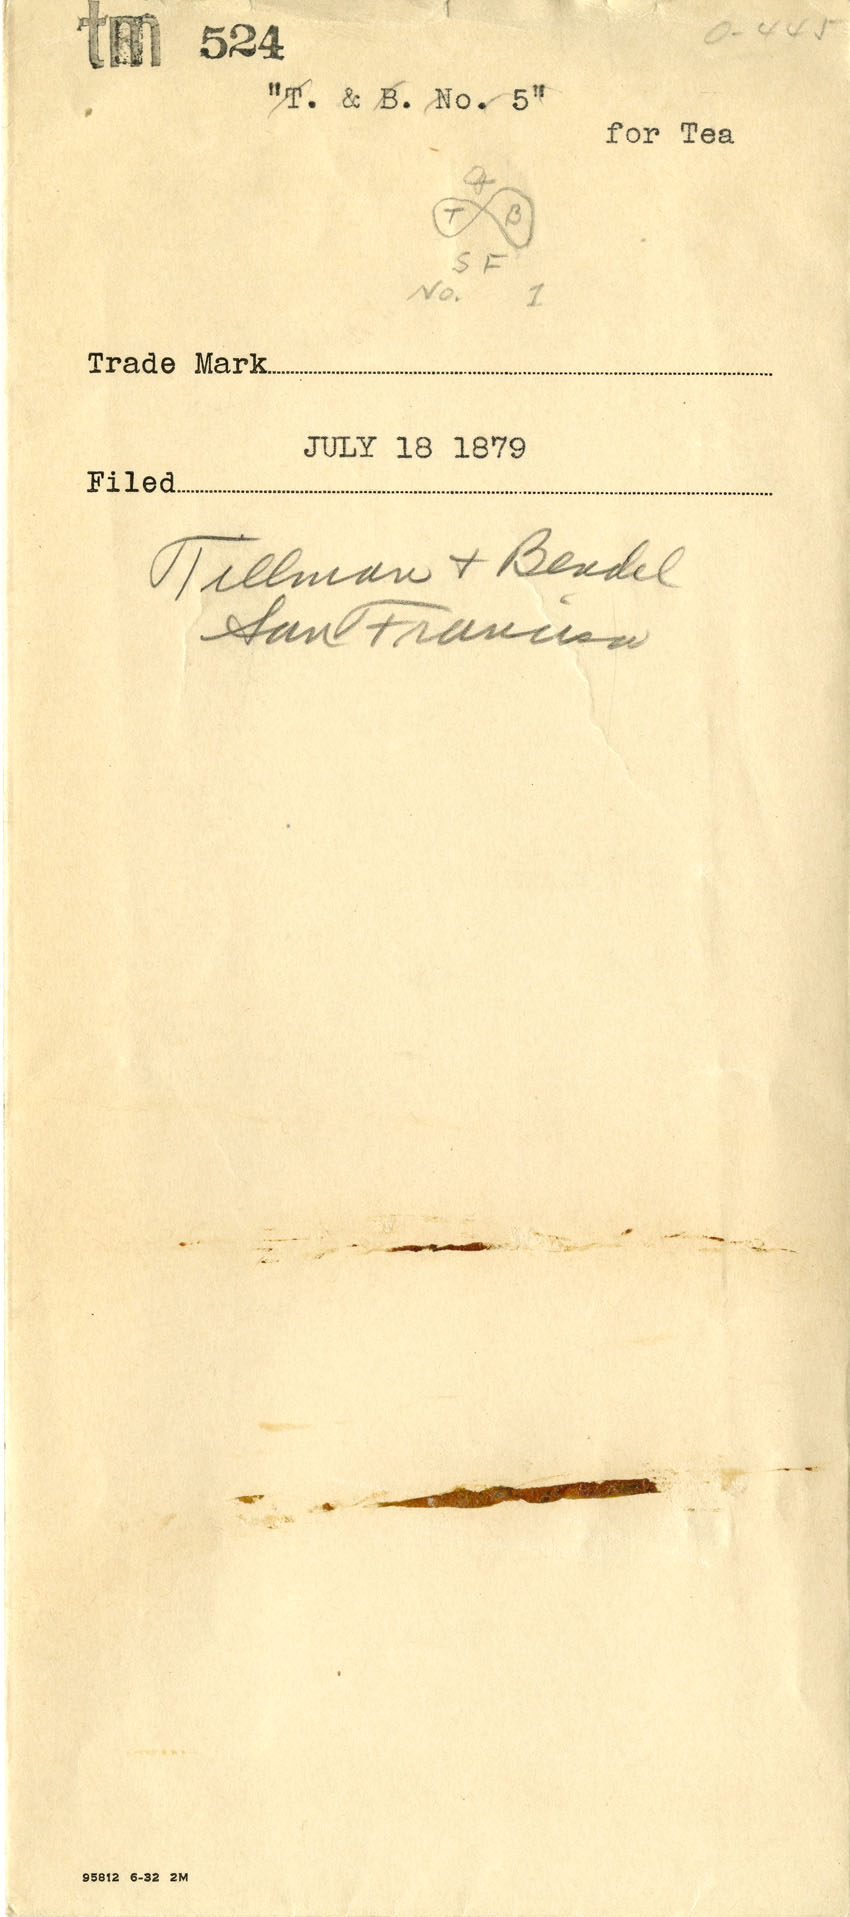 tm 524
O-445
"T. & B. No. 5"
for Tea
&
T B
S F
No. 1
Trade Mark
JULY 18 1879
Filed
Tillman + Bendel
San Francisco
95812 6-32 2M